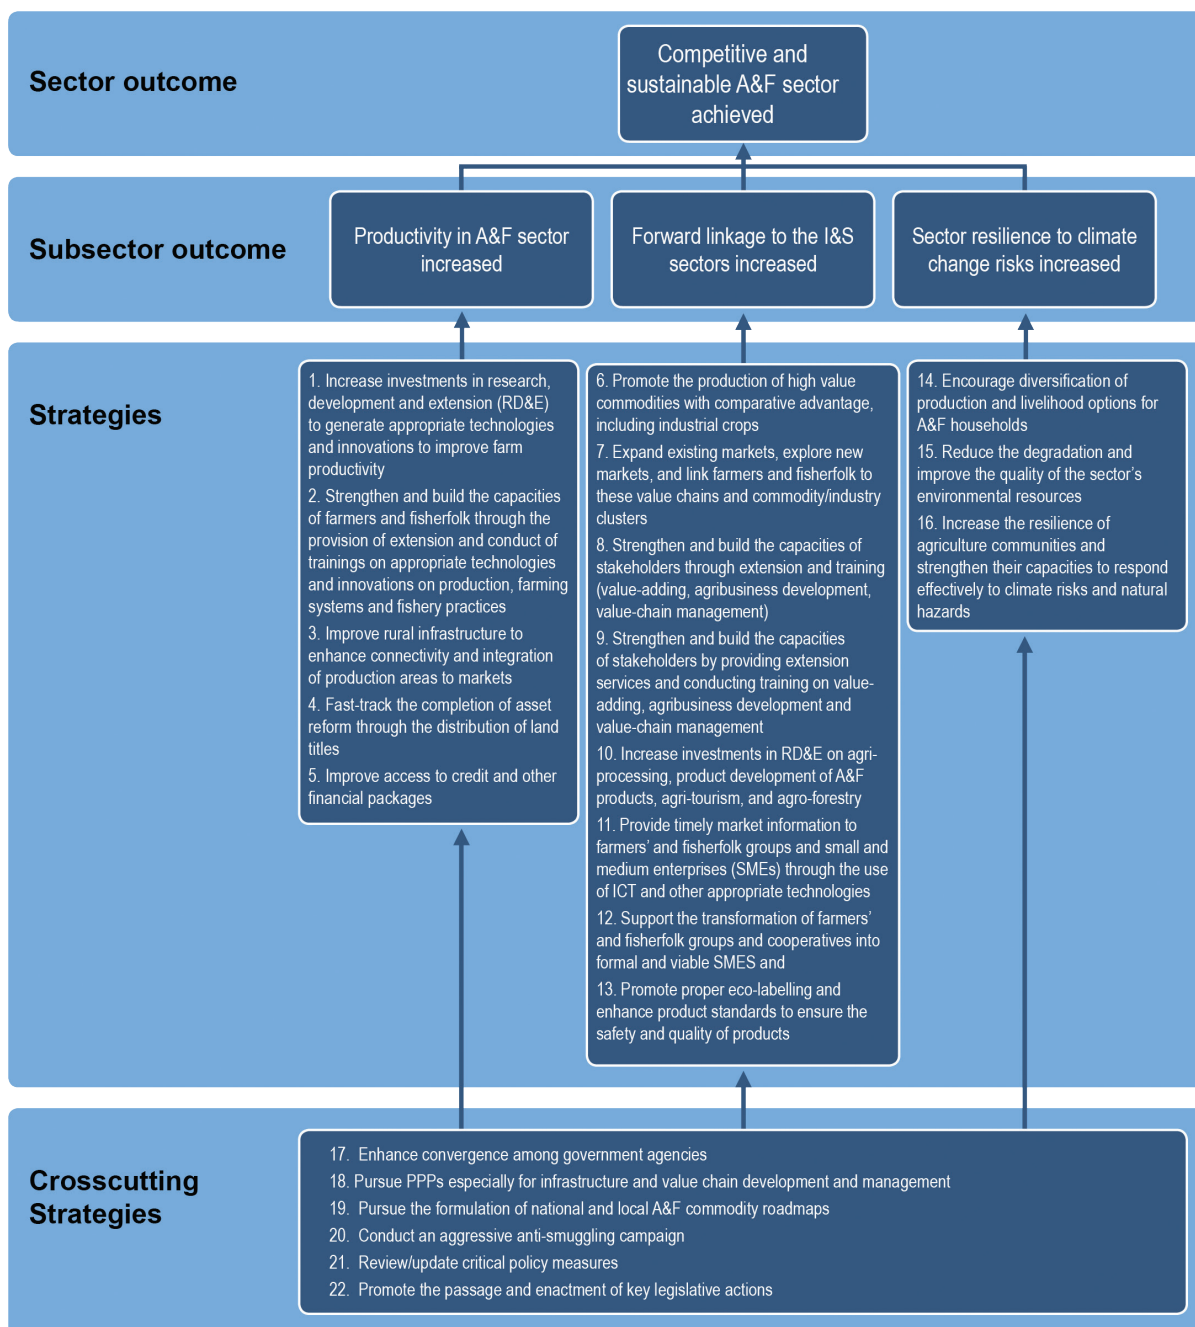 Sector outcome
Competitive and
sustainable A&F sector
achieved
Subsector outcome
Productivity in A&F sector
increased
Forward linkage to the I&S
sectors increased
Sector resilience to climate
change risks increased
Strategies
1. Increase investments in research,
development and extension (RD&E)
to generate appropriate technologies
and innovations to improve farm
productivity
2. Strengthen and build the capacities
of farmers and fisherfolk through the
provision of extension and conduct of
trainings on appropriate technologies
and innovations on production, farming
systems and fishery practices
3. Improve rural infrastructure to
enhance connectivity and integration
of production areas to markets
4. Fast-track the completion of asset
reform through the distribution of land
titles
5. Improve access to credit and other
financial packages
6. Promote the production of high value
commodities with comparative advantage,
including industrial crops
7. Expand existing markets, explore new
markets, and link farmers and fisherfolk to
these value chains and commodity/industry
clusters
8. Strengthen and build the capacities of
stakeholders through extension and training
(value-adding, agribusiness development,
value-chain management)
9. Strengthen and build the capacities
of stakeholders by providing extension
services and conducting training on value-
adding, agribusiness development and
value-chain management
10. Increase investments in RD&E on agri-
processing, product development of A&F
products, agri-tourism, and agro-forestry
11. Provide timely market information to
farmers’ and fisherfolk groups and small and
medium enterprises (SMEs) through the use
of ICT and other appropriate technologies
12. Support the transformation of farmers’
and fisherfolk groups and cooperatives into
formal and viable SMES and
13. Promote proper eco-labelling and
enhance product standards to ensure the
safety and quality of products
14. Encourage diversification of
production and livelihood options for
A&F households
15. Reduce the degradation and
improve the quality of the sector’s
environmental resources
16. Increase the resilience of
agriculture communities and
strengthen their capacities to respond
effectively to climate risks and natural
hazards
Crosscutting
Strategies
17. Enhance convergence among government agencies
18. Pursue PPPs especially for infrastructure and value chain development and management
19. Pursue the formulation of national and local A&F commodity roadmaps
20. Conduct an aggressive anti-smuggling campaign
21. Review/update critical policy measures
22. Promote the passage and enactment of key legislative actions